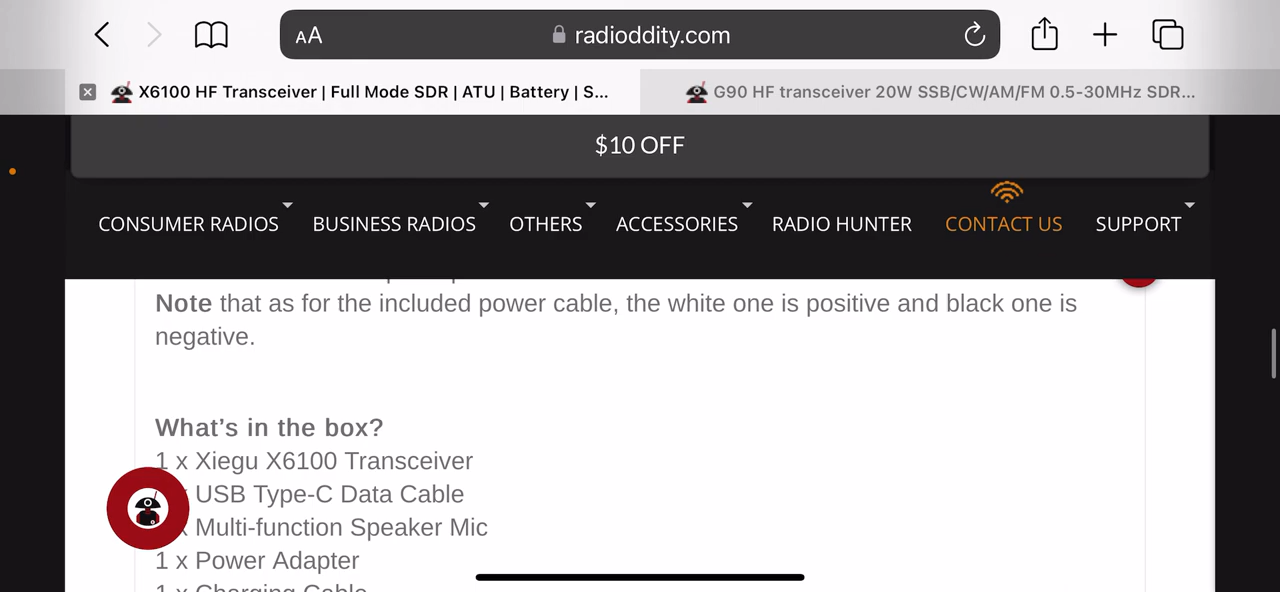 AA
radioddity.com
X6100 HF Transceiver | Full Mode SDR | ATU | Battery | S...
G90 HF transceiver 20W SSB/CW/AM/FM 0.5-30MHz SDR...
$10 OFF
CONSUMER RADIOS
BUSINESS RADIOS
OTHERS
ACCESSORIES
RADIO HUNTER
CONTACT US
SUPPORT
Note that as for the included power cable, the white one is positive and black one is
negative.
What's in the box?
1 x Xiegu X6100 Transceiver
USB Type-C Data Cable
Multi-function Speaker Mic
1 x Power Adapter
1 x Charging Cable